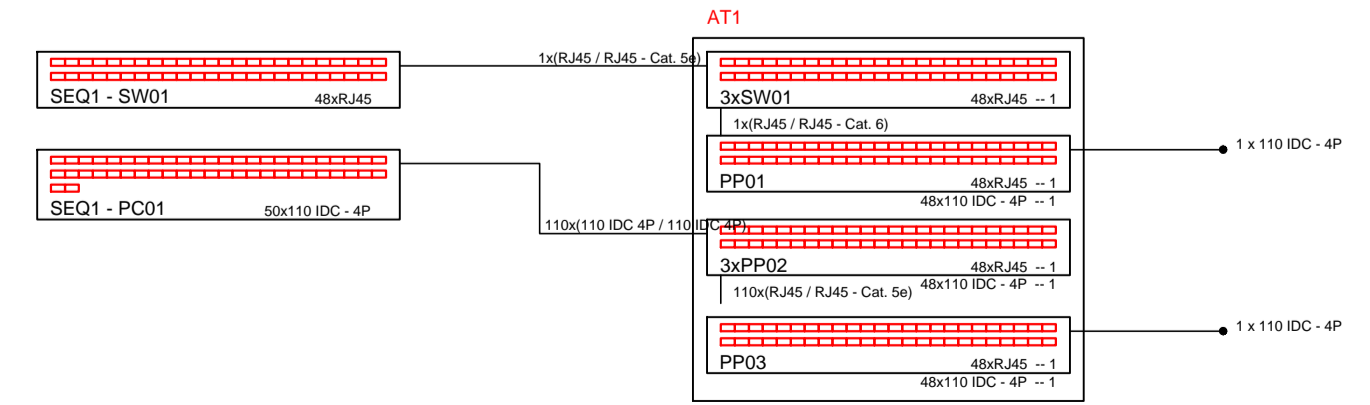 AT1
1x(RJ45 / RJ45 - Cat. 5e)
SEQ1 - SW01
48xRJ45
3xSW01
48xRJ45 -- 1
1x(RJ45 / RJ45 - Cat. 6)
1 x 110 IDC - 4P
PP01
48xRJ45 -- 1
48x110 IDC - 4P -- 1
SEQ1 - PC01
50x110 IDC - 4P
110x(110 IDC 4P / 110 IDC 4P)
3xPP02
48xRJ45 -- 1
48x110 IDC - 4P -- 1
110x(RJ45 / RJ45 - Cat. 5e)
1 x 110 IDC - 4P
PP03
48xRJ45 -- 1
48x110 IDC - 4P -- 1